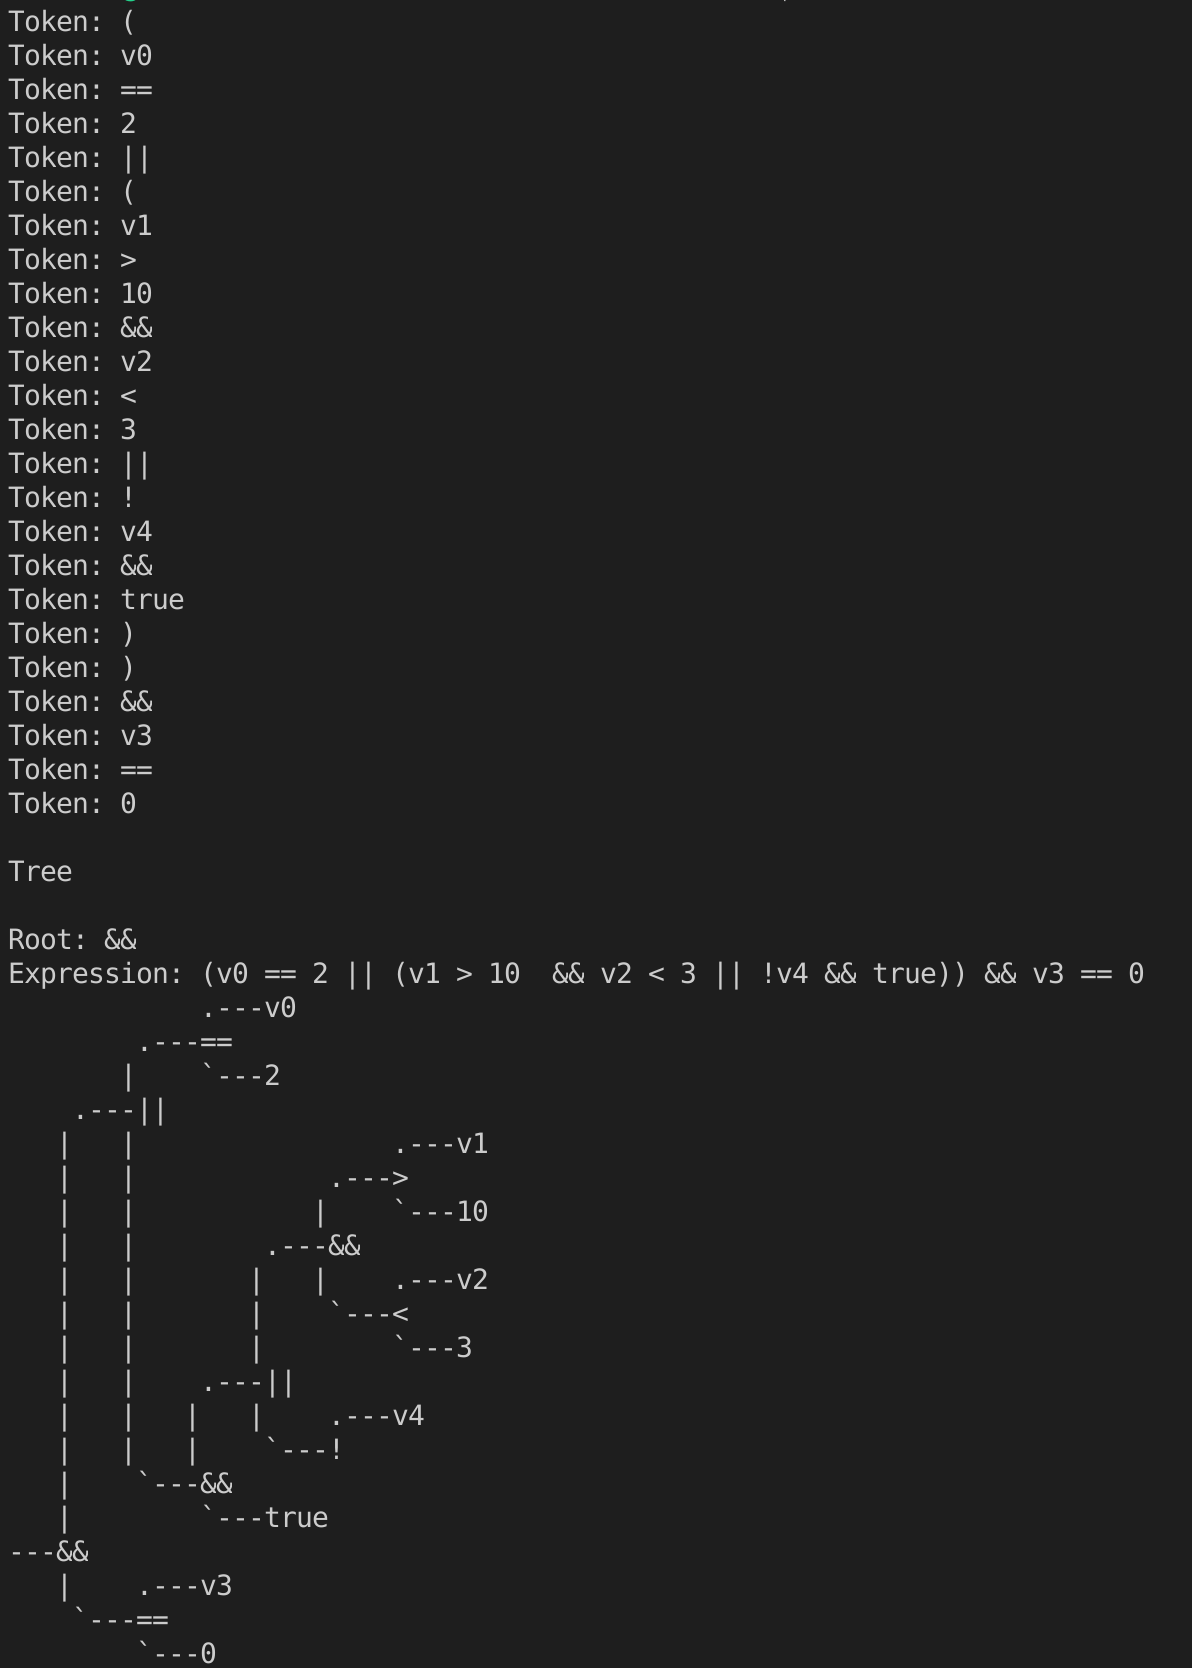 Token: (
Token: v0
Token: ==
Token: 2
Token: ||
Token: (
Token: v1
Token: >
Token: 10
Token: &&
Token: v2
Token: <
Token: 3
Token: ||
Token: !
Token: v4
Token: &&
Token: true
Token: )
Token: )
Token: &&
Token: v3
Token: ==
Token: 0

Tree

Root: &&
Expression: (v0 == 2 || (v1 > 10  && v2 < 3 || !v4 && true)) && v3 == 0
            .---v0
        .---==
       |    `---2
    .---||
   |   |                .---v1
   |   |            .--->
   |   |           |    `---10
   |   |        .---&&
   |   |       |   |    .---v2
   |   |       |    `---<
   |   |       |        `---3
   |   |    .---||
   |   |   |   |    .---v4
   |   |   |    `---!
   |    `---&&
   |        `---true
---&&
   |    .---v3
    `---==
        `---0